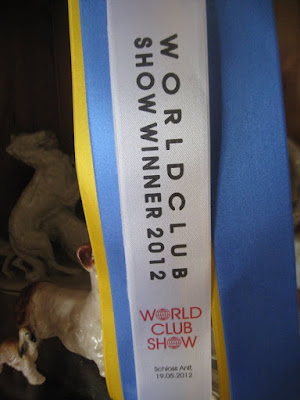 WORLDCLUB
SHOW WINNER 2012
WORLD
CLUB
SHOW
Schloss Anif,
19.05.2012